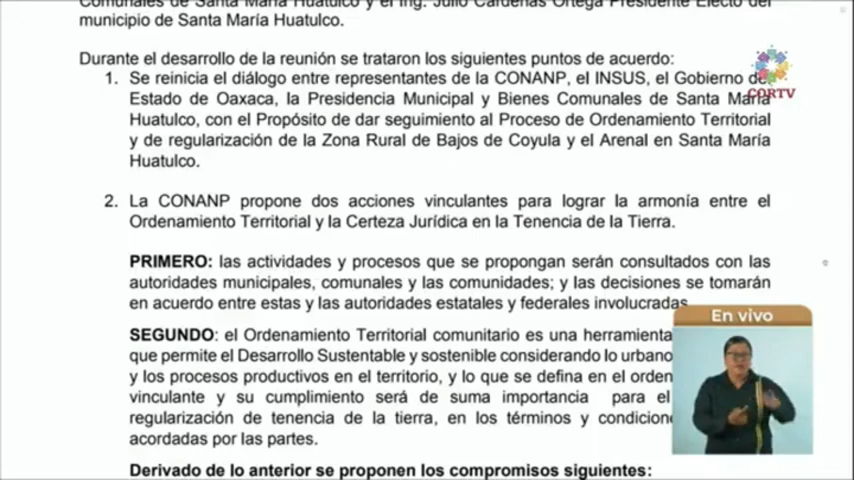 Comunales de Santa María Huatulco y el Ing. Julio Cárdenas Ortega Presidente Electo del
municipio de Santa María Huatulco.
Durante el desarrollo de la reunión se trataron los siguientes puntos de acuerdo:
1. Se reinicia el diálogo entre representantes de la CONANP, el INSUS, el Gobierno del
Estado de Oaxaca, la Presidencia Municipal y Bienes Comunales de Santa María
Huatulco, con el Propósito de dar seguimiento al Proceso de Ordenamiento Territorial
y de regularización de la Zona Rural de Bajos de Coyula y el Arenal en Santa María
Huatulco.
2. La CONANP propone dos acciones vinculantes para lograr la armonía entre el
Ordenamiento Territorial y la Certeza Jurídica en la Tenencia de la Tierra.
PRIMERO: las actividades y procesos que se propongan serán consultados con las
autoridades municipales, comunales y las comunidades; y las decisiones se tomarán
en acuerdo entre estas y las autoridades estatales y federales involucradas
SEGUNDO: el Ordenamiento Territorial comunitario es una herramienta
que permite el Desarrollo Sustentable y sostenible considerando lo urbano
y los procesos productivos en el territorio, y lo que se defina en el orden
vinculante y su cumplimiento será de suma importancia para el
regularización de tenencia de la tierra, en los términos y condicion
acordadas por las partes.
Derivado de lo anterior se proponen los compromisos siguientes:
CORTV
En vivo